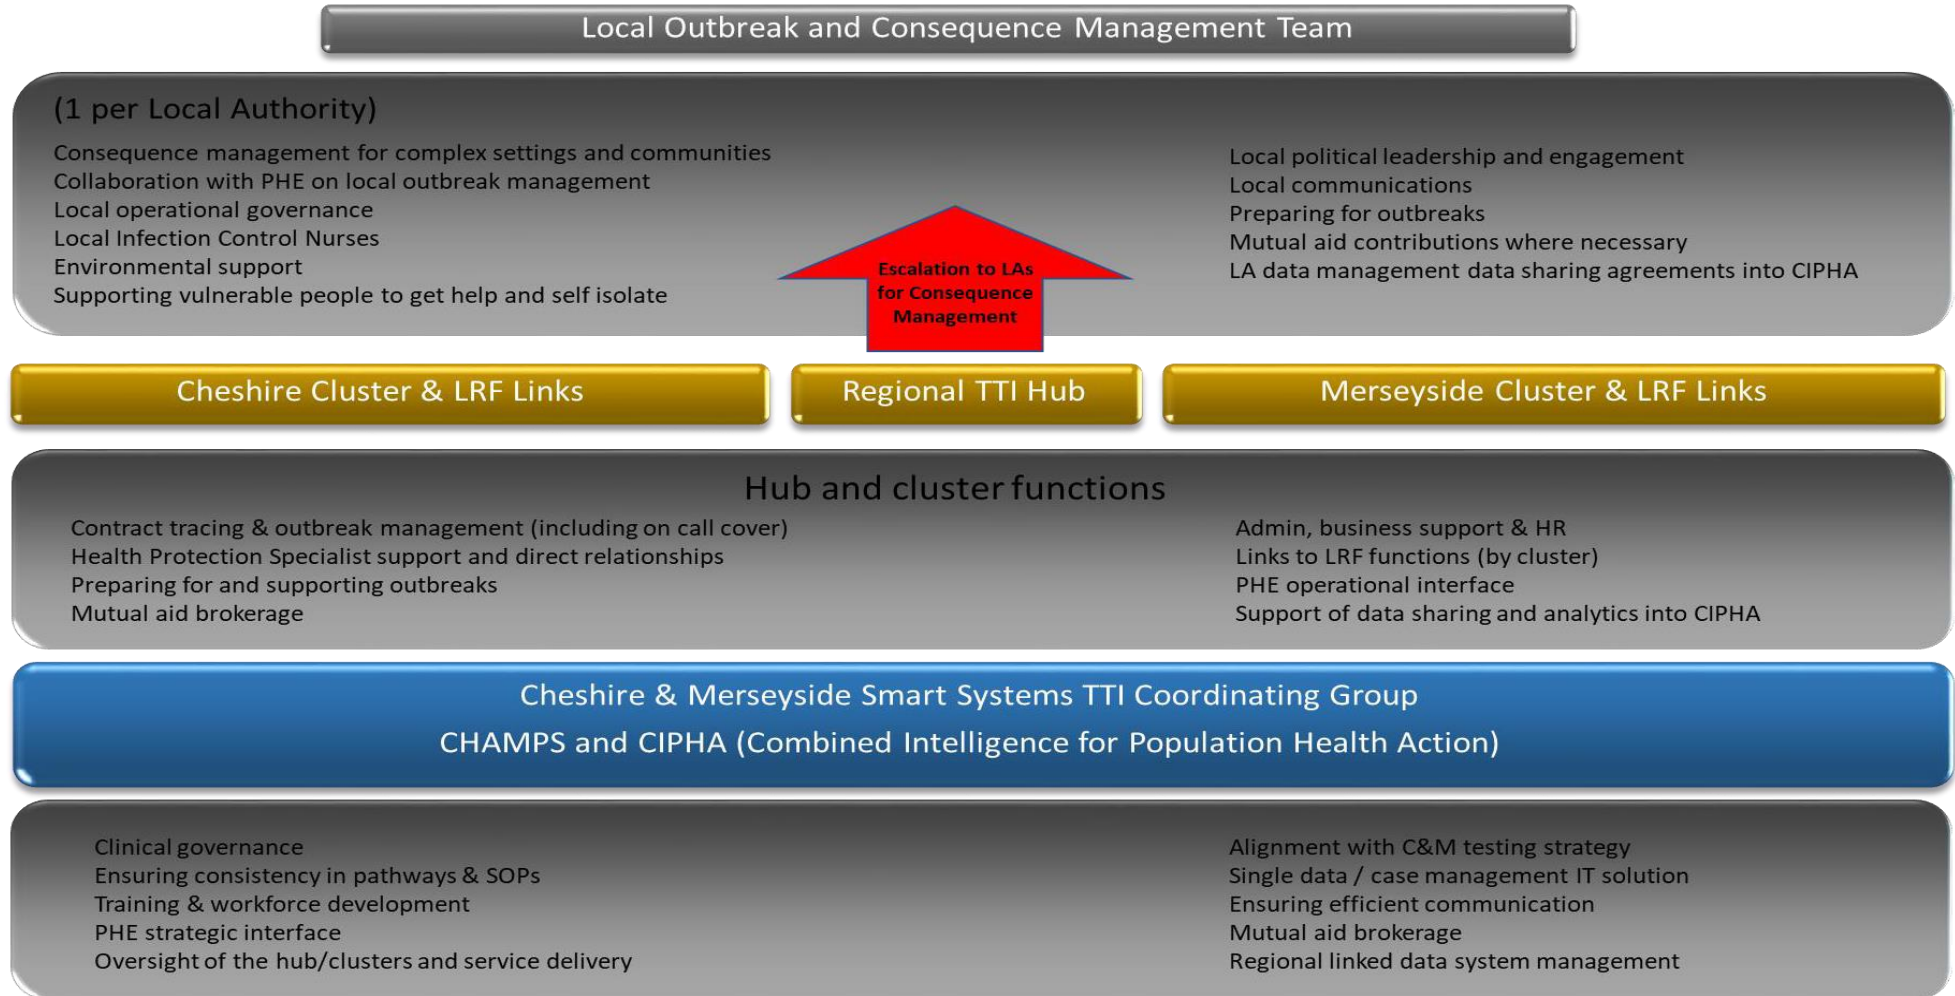 Local Outbreak and Consequence Management Team
(1 per Local Authority)
Consequence management for complex settings and communities
Collaboration with PHE on local outbreak management
Local operational governance
Local Infection Control Nurses
Environmental support
Supporting vulnerable people to get help and self isolate
Local political leadership and engagement
Local communications
Preparing for outbreaks
Mutual aid contributions where necessary
LA data management data sharing agreements into CIPHA
Escalation to LAs
for Consequence
Management
Cheshire Cluster & LRF Links
Regional TTI Hub
Merseyside Cluster & LRF Links
Hub and cluster functions
Contract tracing & outbreak management (including on call cover)
Health Protection Specialist support and direct relationships
Preparing for and supporting outbreaks
Mutual aid brokerage
Admin, business support & HR
Links to LRF functions (by cluster)
PHE operational interface
Support of data sharing and analytics into CIPHA
Cheshire & Merseyside Smart Systems TTI Coordinating Group
CHAMPS and CIPHA (Combined Intelligence for Population Health Action)
Clinical governance
Ensuring consistency in pathways & SOPs
Training & workforce development
PHE strategic interface
Oversight of the hub/clusters and service delivery
Alignment with C&M testing strategy
Single data / case management IT solution
Ensuring efficient communication
Mutual aid brokerage
Regional linked data system management